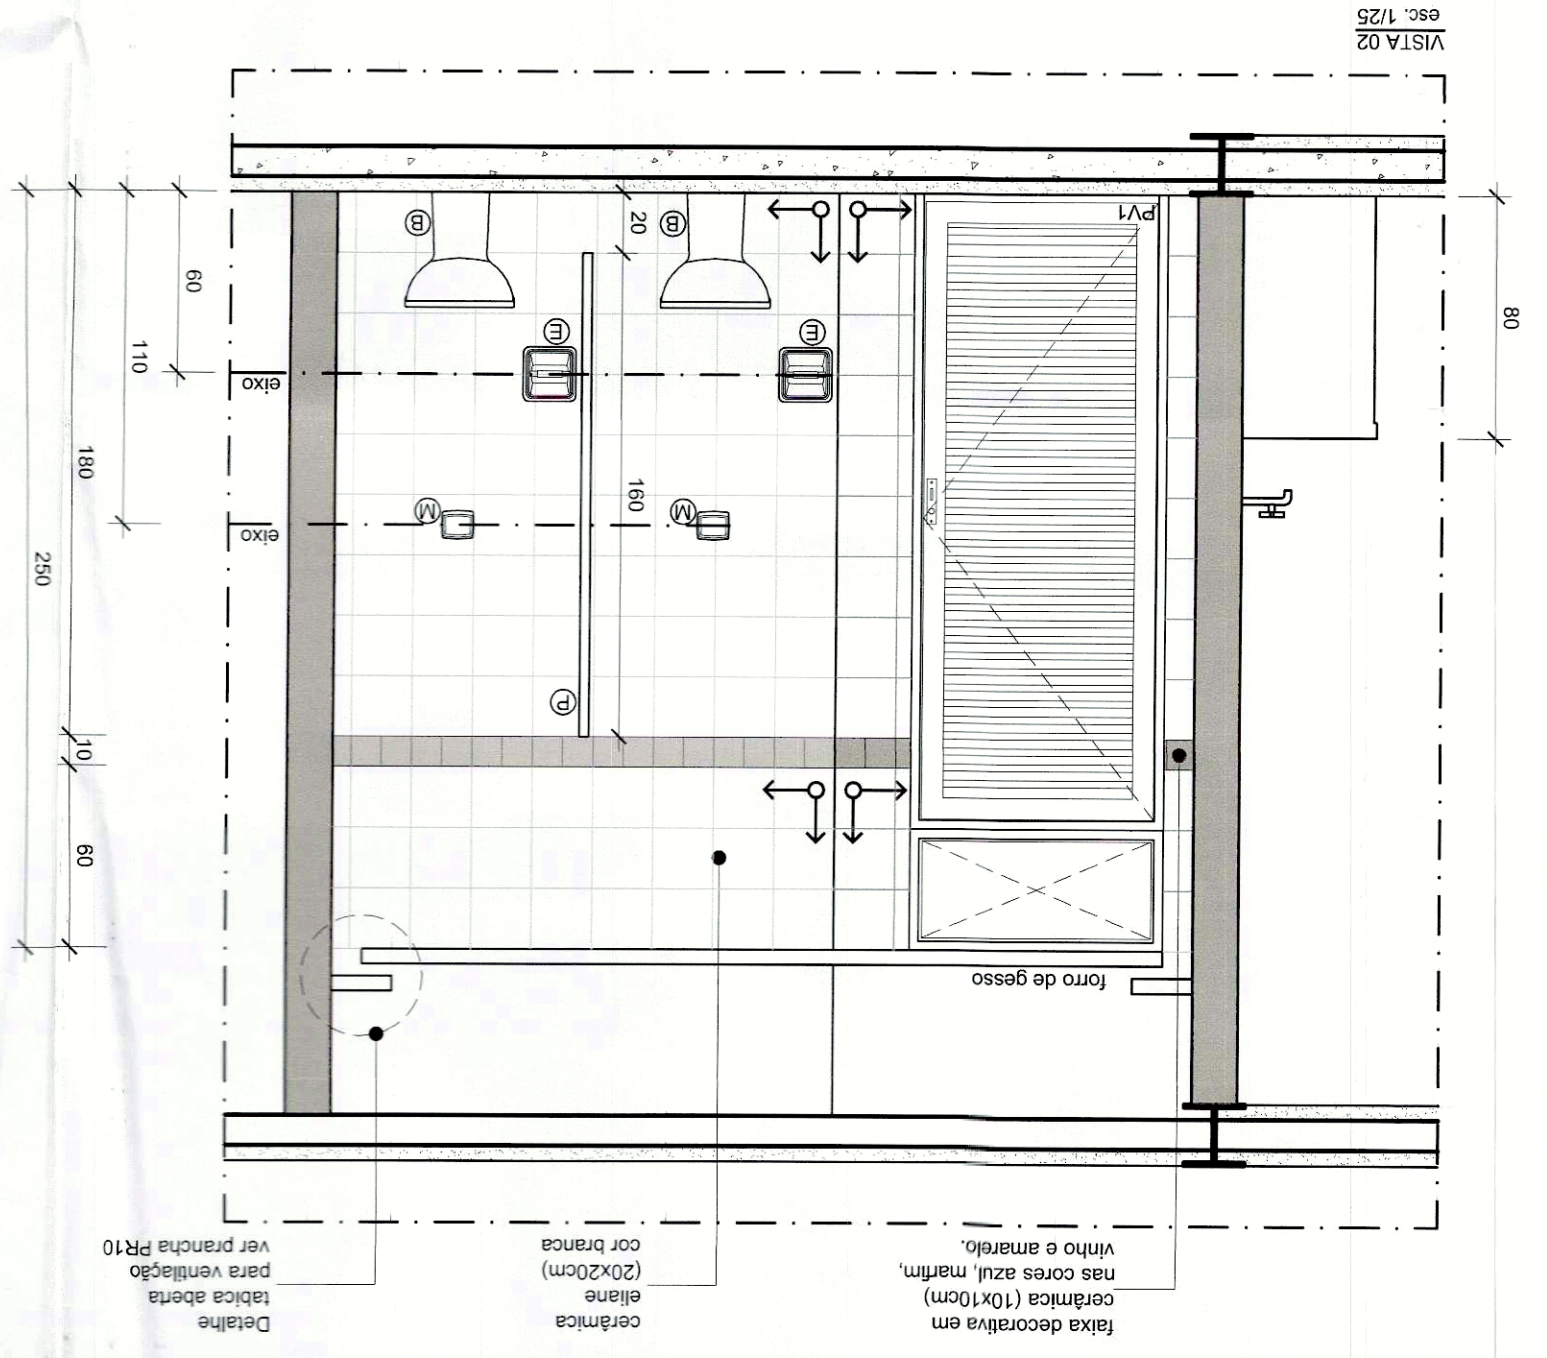 VISTA 02
esc. 1/25
faixa decorativa em
cerâmica (10x10cm)
nas cores azul, marfim,
vinho e amarelo.
cerâmica
eliane
(20x20cm)
cor branca
Detalhe
tabica aberta
para ventilação
ver prancha PR10
forro de gesso
60
10
250
P
160
180
M
M
eixo
eixo
110
E
E
80
60
B
B
20
PV1